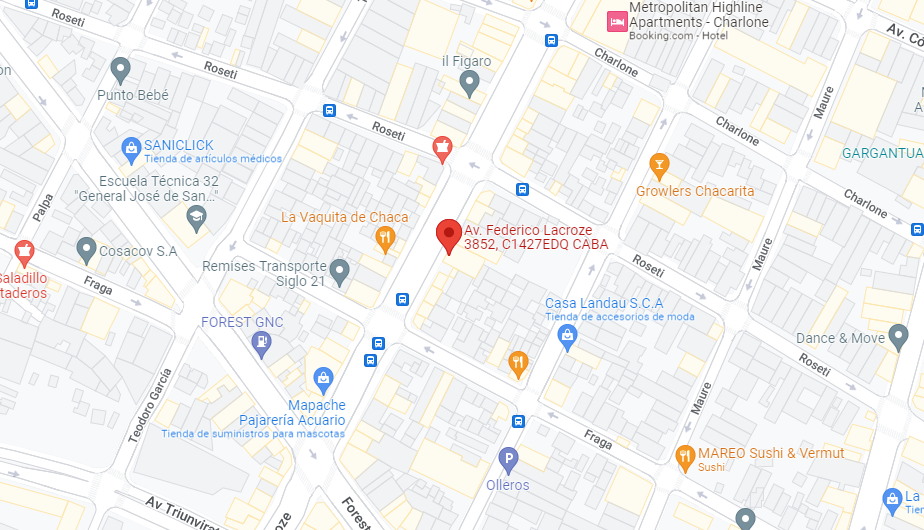 Metropolitan Highline
Apartments - Charlone
Booking.com • Hotel
Roseti
Av. Co
Charlone
il Figaro
Roseti
Punto Bebé
Maure
Charlone
Roseti
SANICLICK
Tienda de artículos médicos
GARGANTUA
Escuela Técnica 32
"General José de San..."
Growlers Chacarita
Charlone
Palpa
La Vaquita de Chaca
Av. Federico Lacroze
3852, C1427EDQ CABA
Cosacov S.A
Maure
Remises Transporte
Siglo 21
Roseti
Saladillo
taderos
Fraga
Casa Landau S.C.A
Tienda de accesorios de moda
FOREST GNC
Dance & Move
Roseti
Teodoro García
Mapache
Pajarería Acuario
Tienda de suministros para mascotas
Maure
Fraga
MAREO Sushi & Vermut
Sushi
P
Olleros
La
Tien
Av Triunvirat
oze
Forest